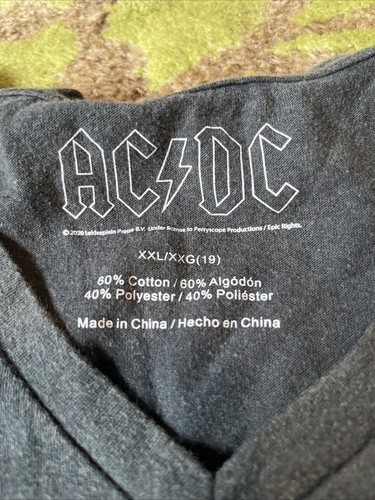 AC⚡DC
© 2020 Leidseplein Presse B.V. Under license to Perryscope Productions / Epic Rights.
XXL/XXG(19)
60% Cotton / 60% Algódón
40% Polyester / 40% Poliéster
Made in China / Hecho en China